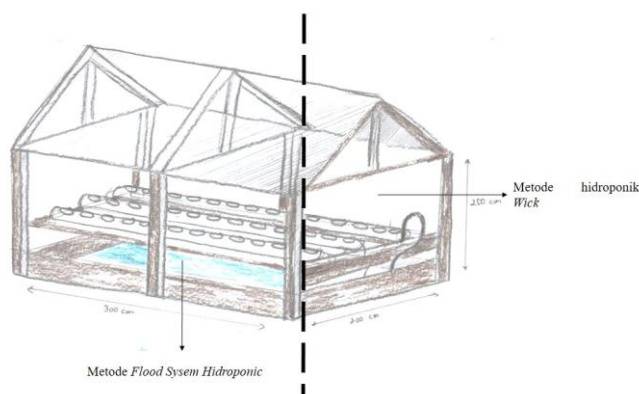 Metode hidroponik
Wick
250 cm
300 cm
200 cm
Metode Flood Sysem Hidroponic